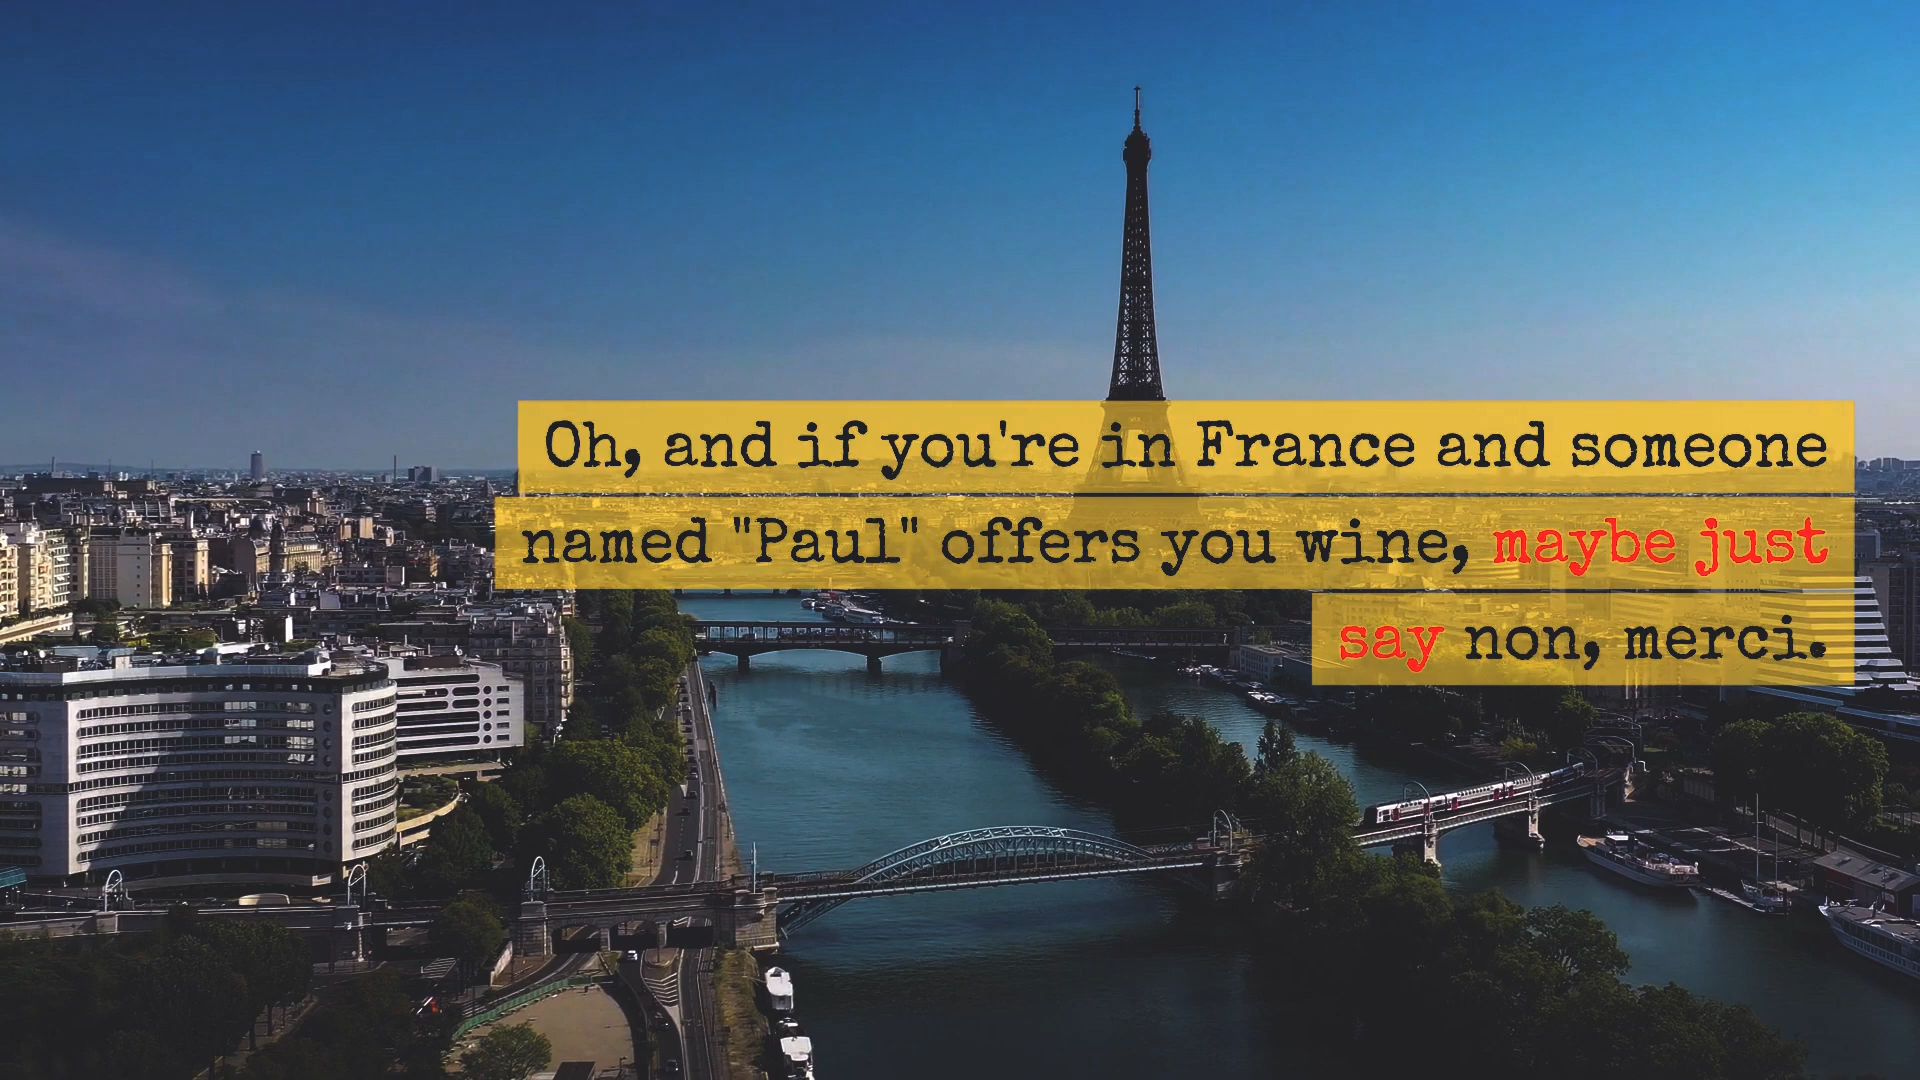 Oh, and if you're in France and someone
named "Paul" offers you wine, maybe just
say non, merci.